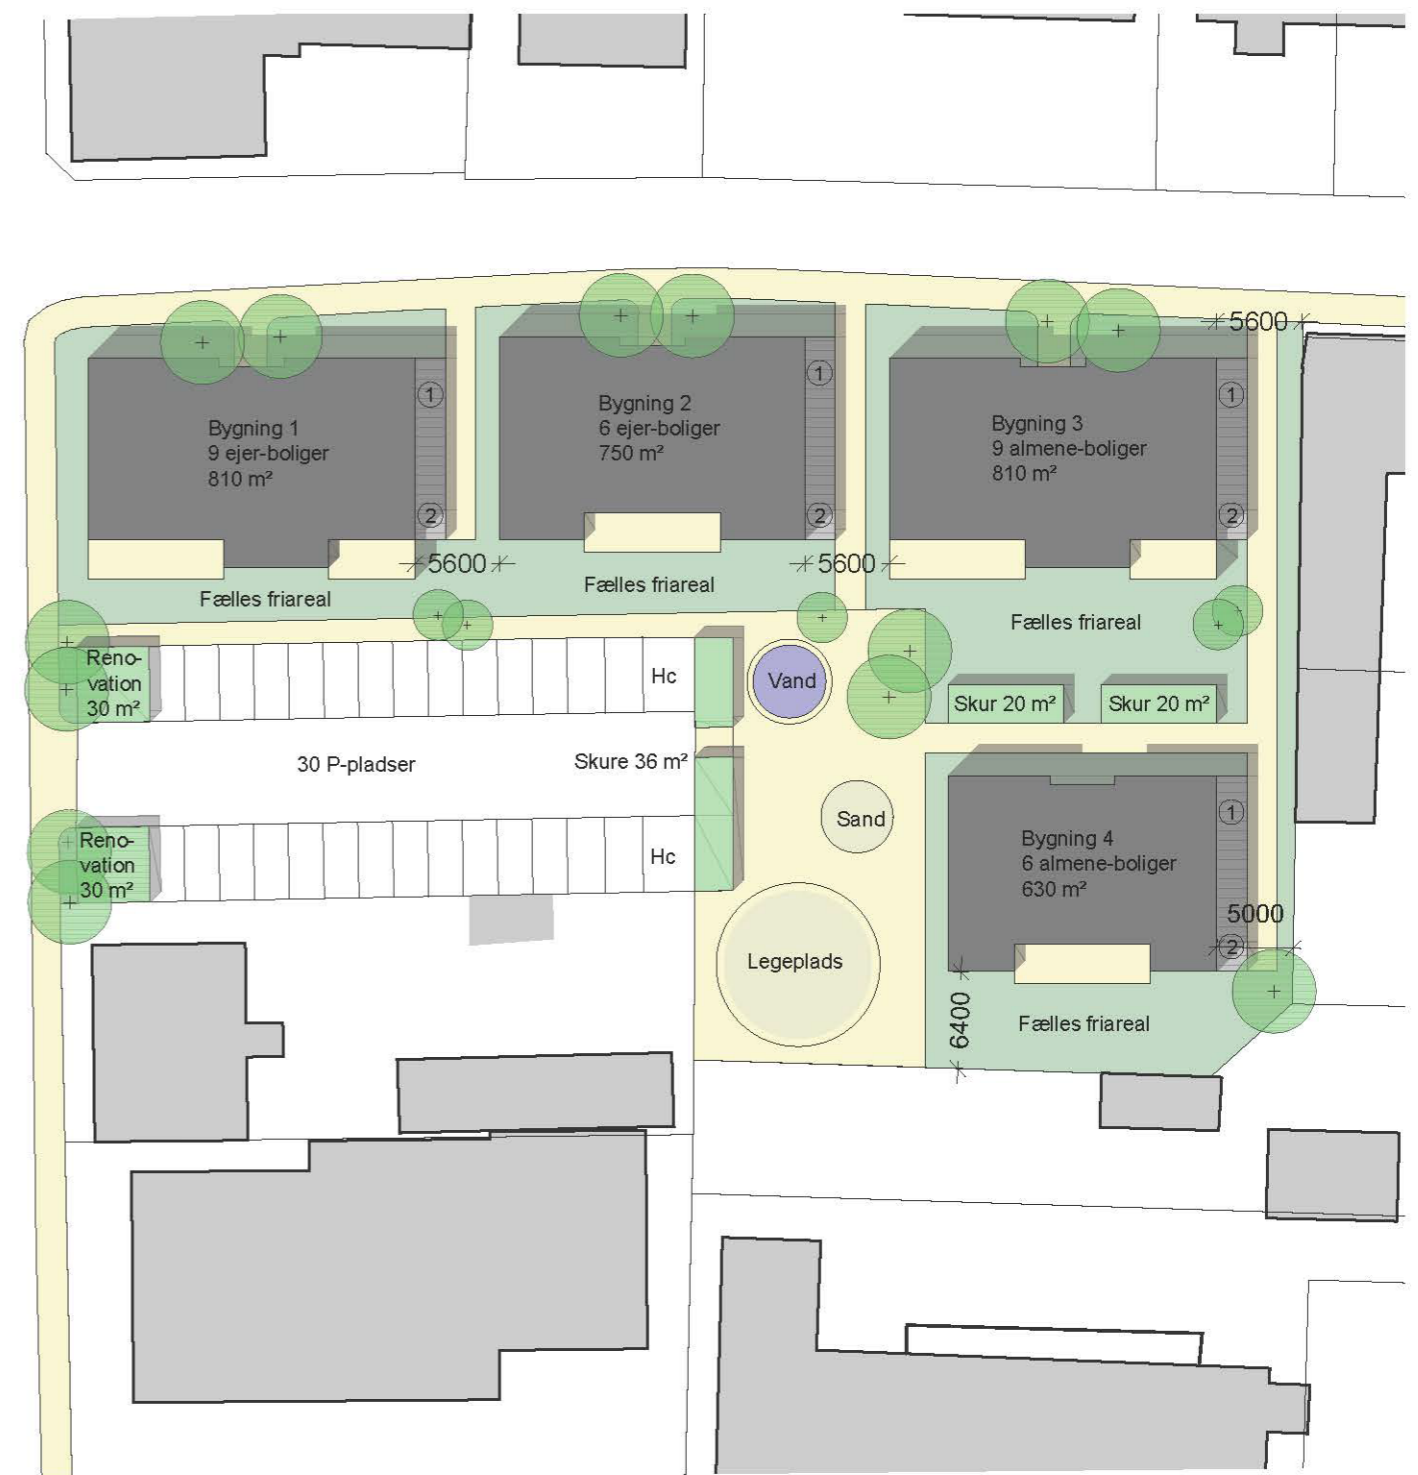 5600
Bygning 1
9 ejer-boliger
810 m²
1
2
Bygning 2
6 ejer-boliger
750 m²
1
2
Bygning 3
9 almene-boliger
810 m²
1
2
5600
5600
Fælles friareal
Fælles friareal
Fælles friareal
Reno-
vation
30 m²
Hc
Vand
Skur 20 m²
Skur 20 m²
30 P-pladser
Skure 36 m²
Reno-
vation
30 m²
Hc
Sand
Bygning 4
6 almene-boliger
630 m²
1
2
5000
Legeplads
6400
Fælles friareal